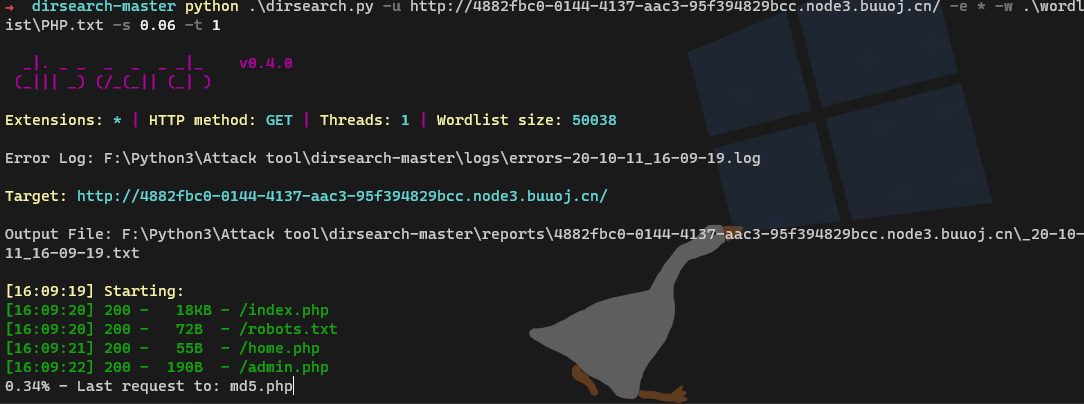 → dirsearch-master python .\dirsearch.py -u http://4882fbc0-0144-4137-aac3-95f394829bcc.node3.buuoj.cn/ -e * -w .\wordl
ist\PHP.txt -s 0.06 -t 1
 _|. _ _  _  _  _ _|_    v0.4.0
(_||| _) (/_(_|| (_| )
Extensions: * | HTTP method: GET | Threads: 1 | Wordlist size: 50038
Error Log: F:\Python3\Attack tool\dirsearch-master\logs\errors-20-10-11_16-09-19.log
Target: http://4882fbc0-0144-4137-aac3-95f394829bcc.node3.buuoj.cn/
Output File: F:\Python3\Attack tool\dirsearch-master\reports\4882fbc0-0144-4137-aac3-95f394829bcc.node3.buuoj.cn\_20-10-
11_16-09-19.txt
[16:09:19] Starting:
[16:09:20] 200 -   18KB - /index.php
[16:09:20] 200 -   72B  - /robots.txt
[16:09:21] 200 -   55B  - /home.php
[16:09:22] 200 -  190B  - /admin.php
0.34% - Last request to: md5.php